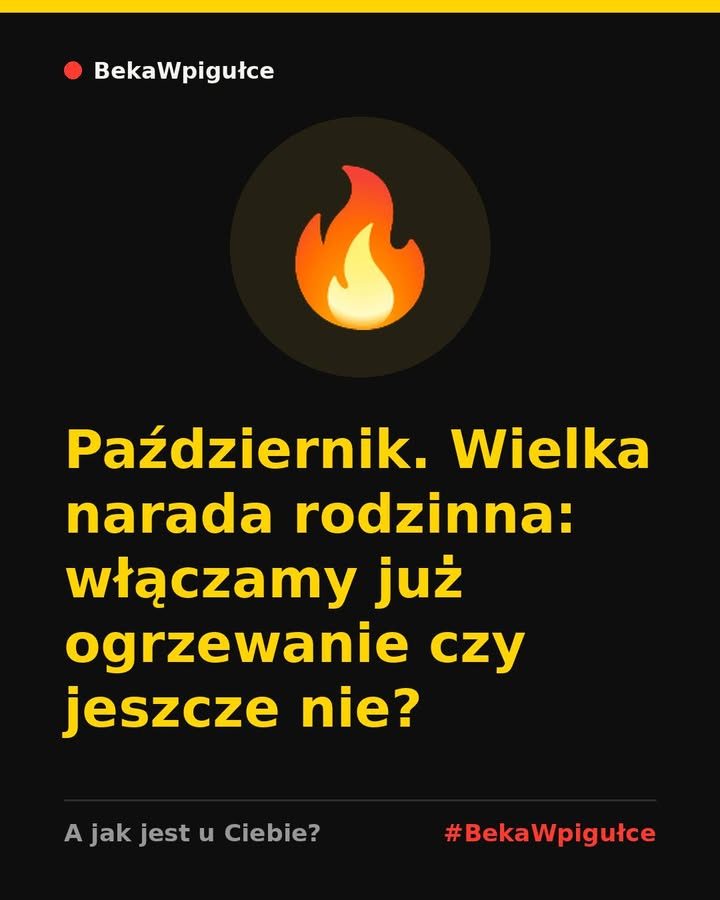 BekaWpigułce
Październik. Wielka
narada rodzinna:
włączamy już
ogrzewanie czy
jeszcze nie?
A jak jest u Ciebie?
#BekaWpigułce